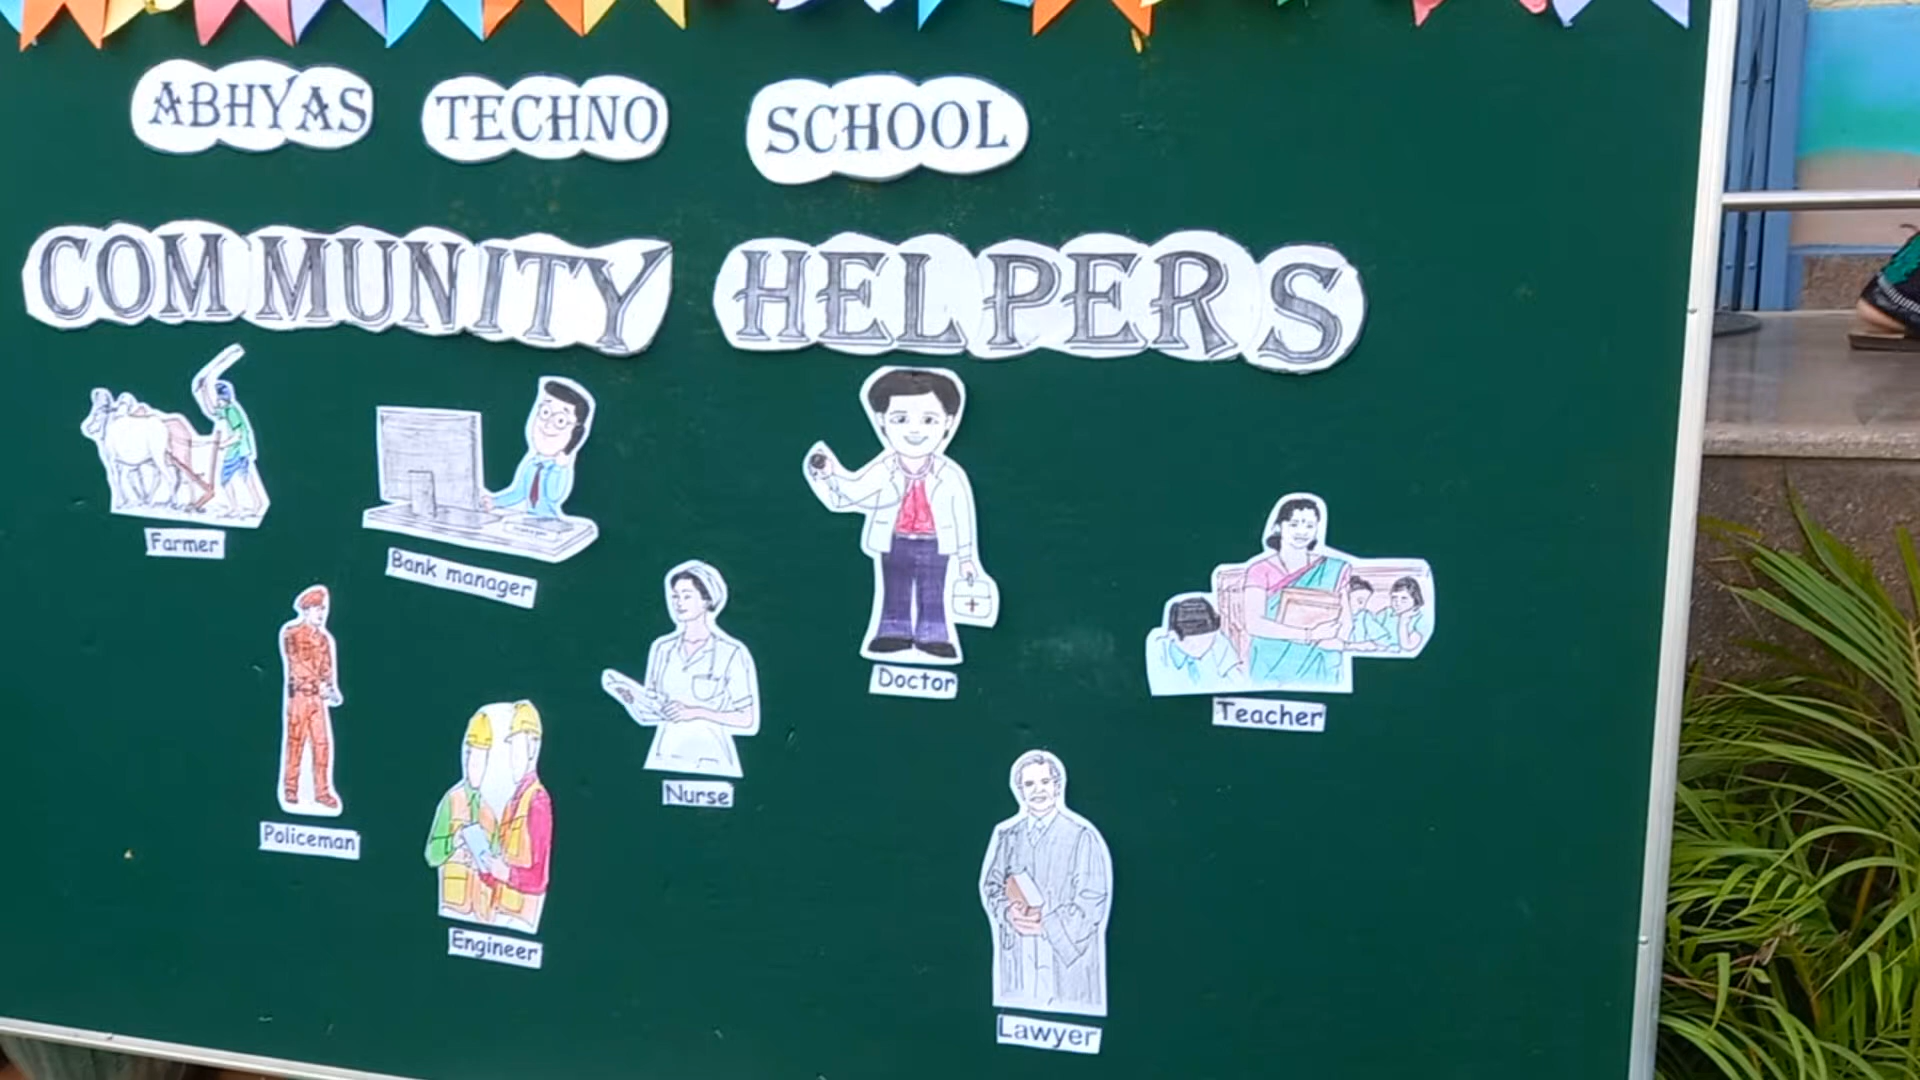 ABHYAS TECHNO SCHOOL
COMMUNITY HELPERS
Farmer
Bank manager
Doctor
Teacher
Policeman
Nurse
Engineer
Lawyer